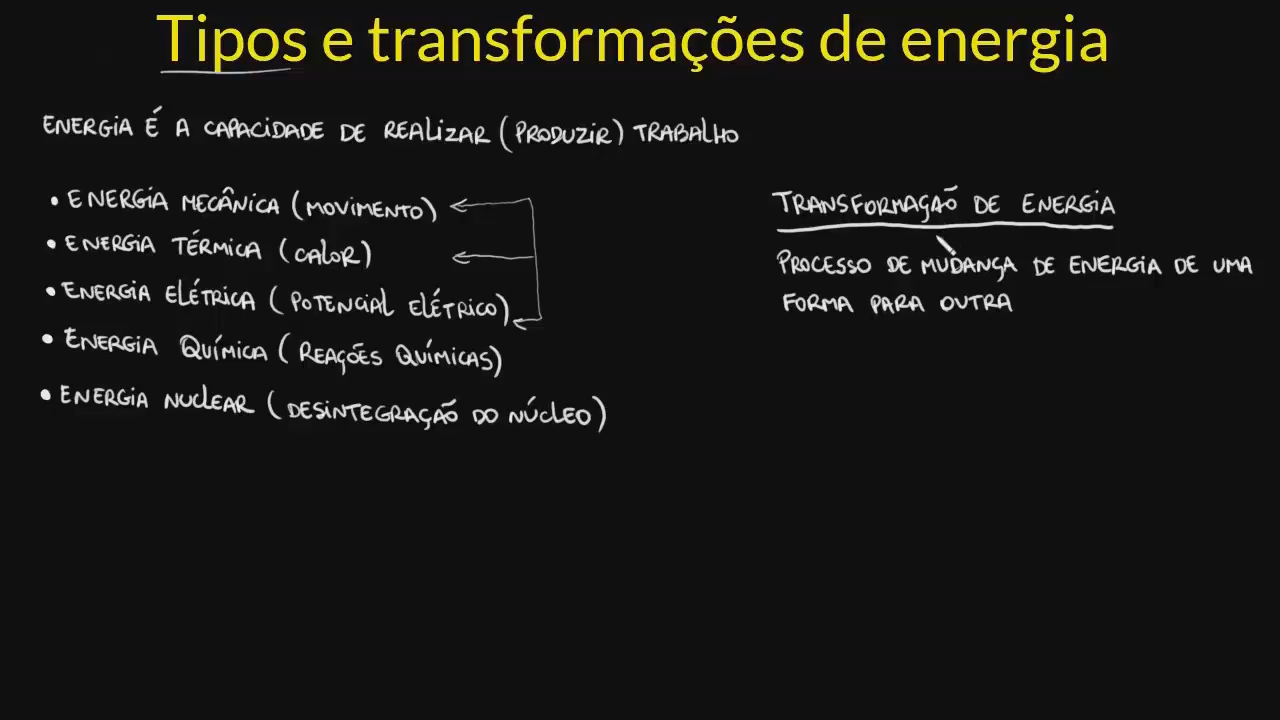 Tipos e transformações de energia
ENERGIA É A CAPACIDADE DE REALIZAR (PRODUZIR) TRABALHO
• ENERGIA MECÂNICA (MOVIMENTO)
• ENERGIA TÉRMICA (CALOR)
• ENERGIA ELÉTRICA (POTENCIAL ELÉTRICO)
• ENERGIA QUÍMICA (REAÇÕES QUÍMICAS)
• ENERGIA NUCLEAR (DESINTEGRAÇÃO DO NÚCLEO)
TRANSFORMAÇÃO DE ENERGIA
PROCESSO DE MUDANÇA DE ENERGIA DE UMA
FORMA PARA OUTRA